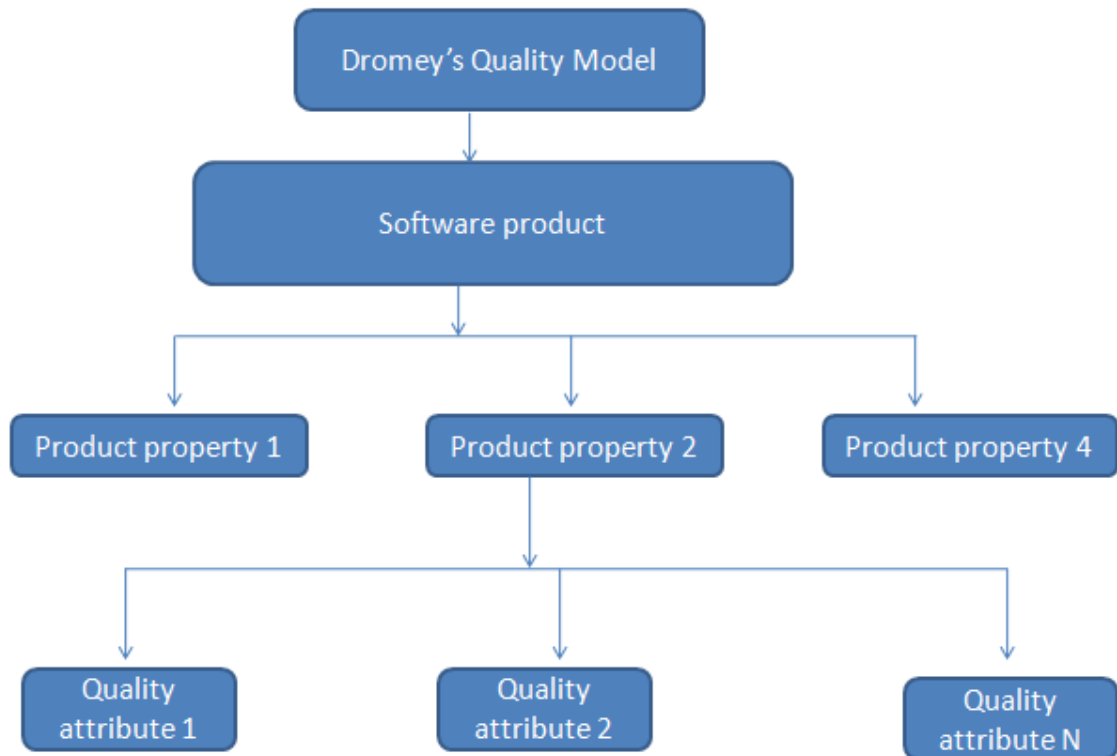 Dromey’s Quality Model
Software product
Product property 1
Product property 2
Product property 4
Quality
attribute 1
Quality
attribute 2
Quality
attribute N